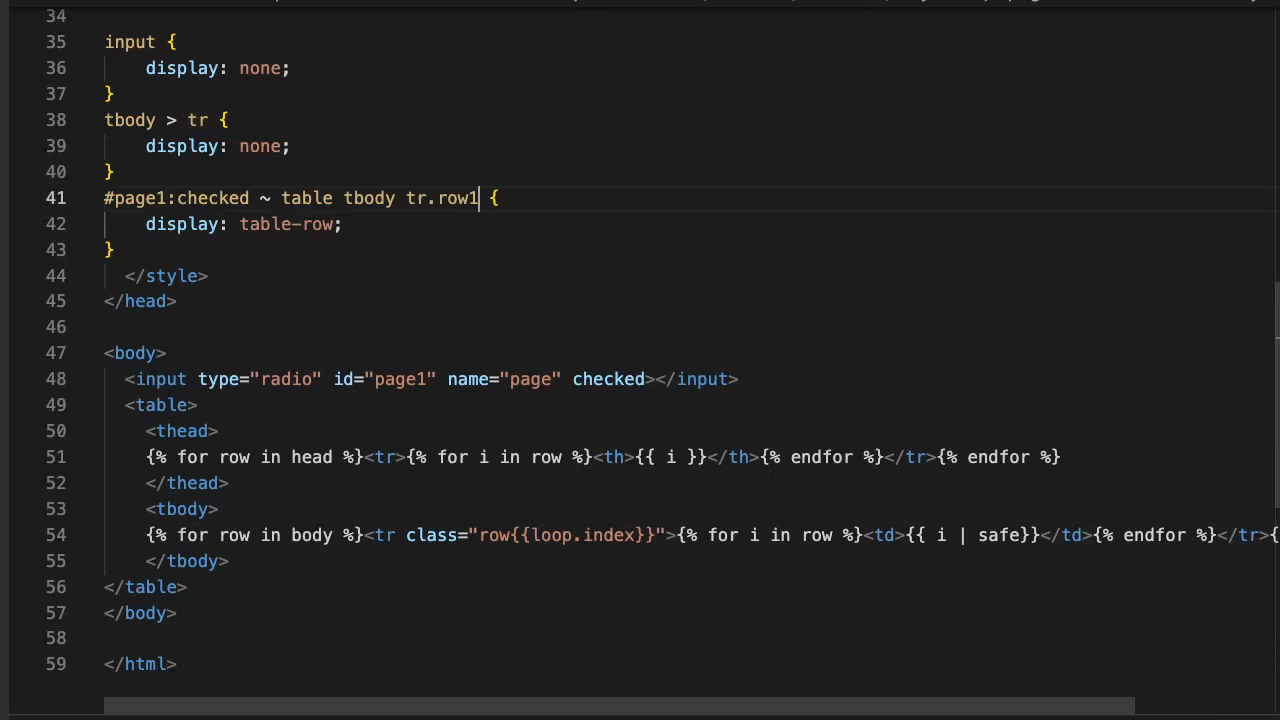 34
35 input {
36 display: none;
37 }
38 tbody > tr {
39 display: none;
40 }
41 #page1:checked ~ table tbody tr.row1 {
42 display: table-row;
43 }
44 </style>
45 </head>
46
47 <body>
48 <input type="radio" id="page1" name="page" checked></input>
49 <table>
50 <thead>
51 {% for row in head %}<tr>{% for i in row %}<th>{{ i }}</th>{% endfor %}</tr>{% endfor %}
52 </thead>
53 <tbody>
54 {% for row in body %}<tr class="row{{loop.index}}">{% for i in row %}<td>{{ i | safe}}</td>{% endfor %}</tr>{
55 </tbody>
56 </table>
57 </body>
58
59 </html>